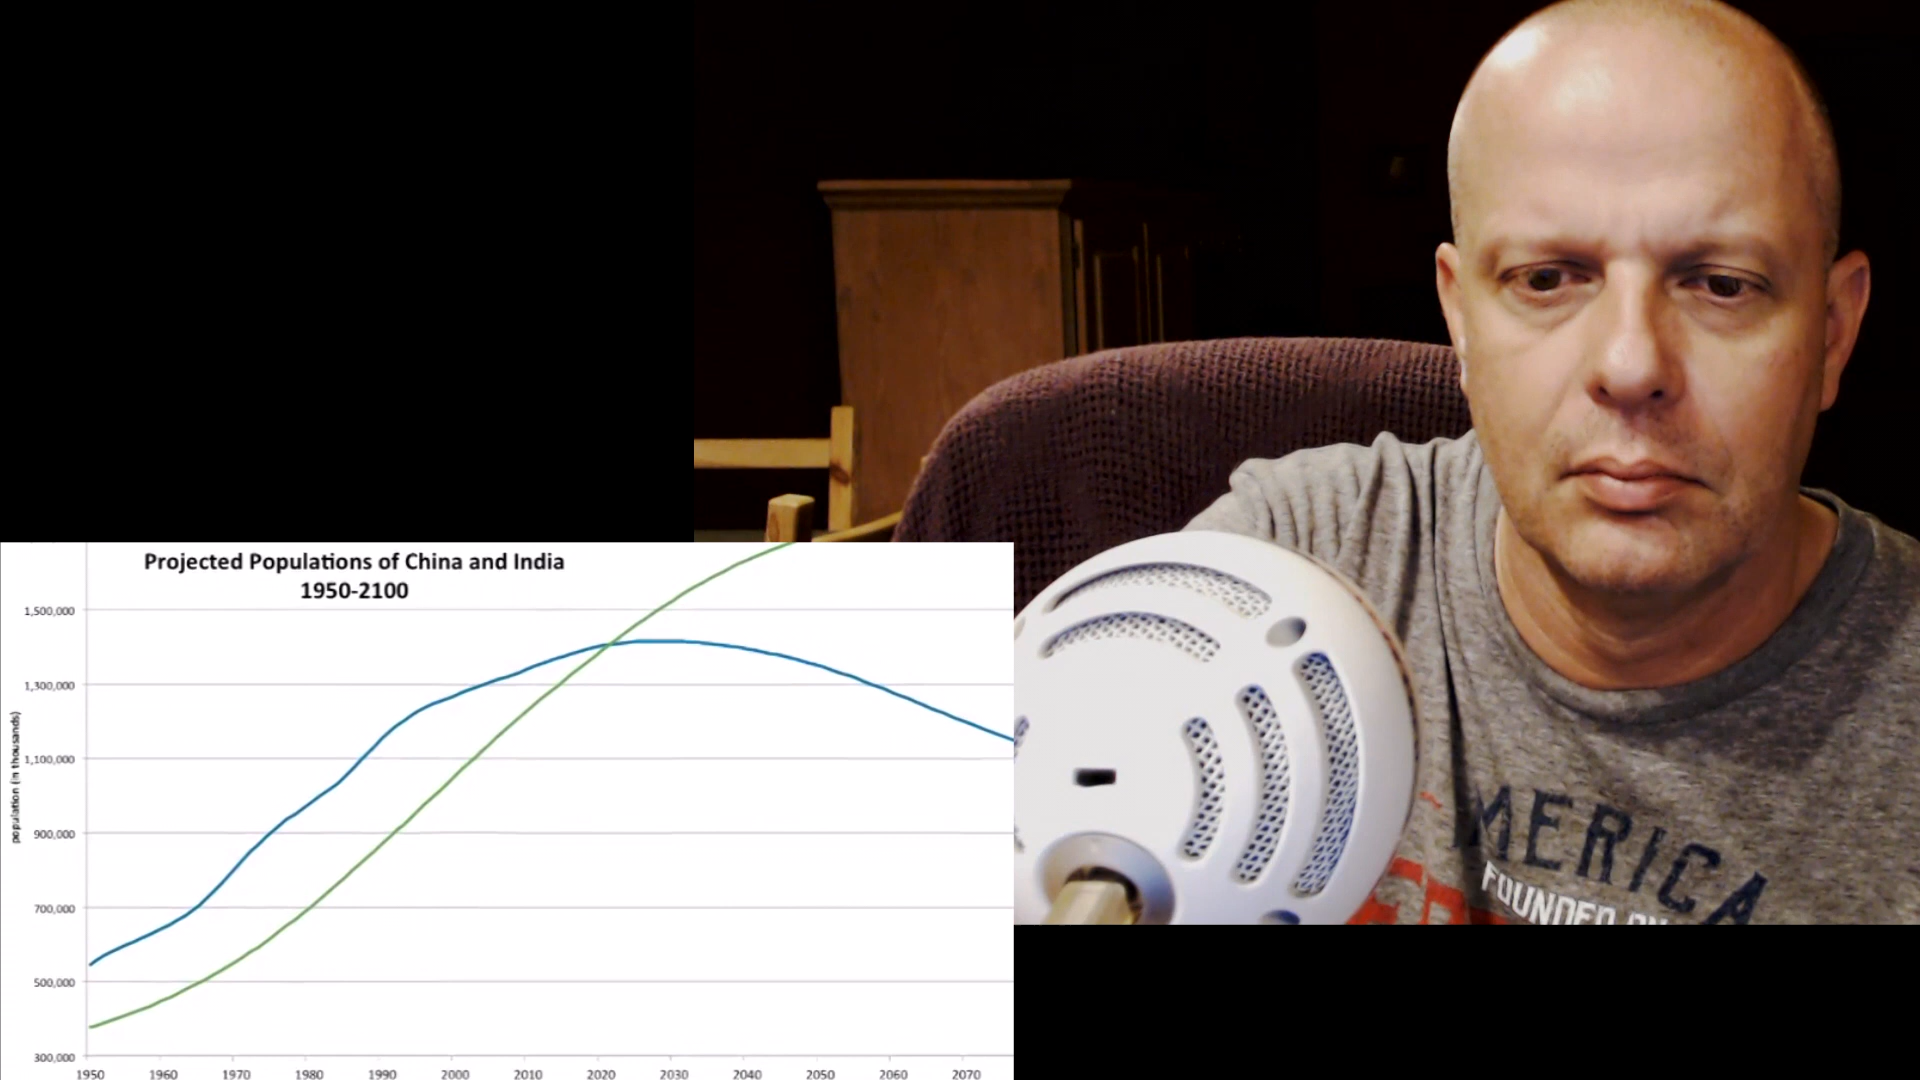 Projected Populations of China and India
1950-2100
population (in thousands)
1,500,000
1,300,000
1,100,000
900,000
700,000
500,000
300,000
1950 1960 1970 1980 1990 2000 2010 2020 2030 2040 2050 2060 2070
MERICA
FOUNDED ON